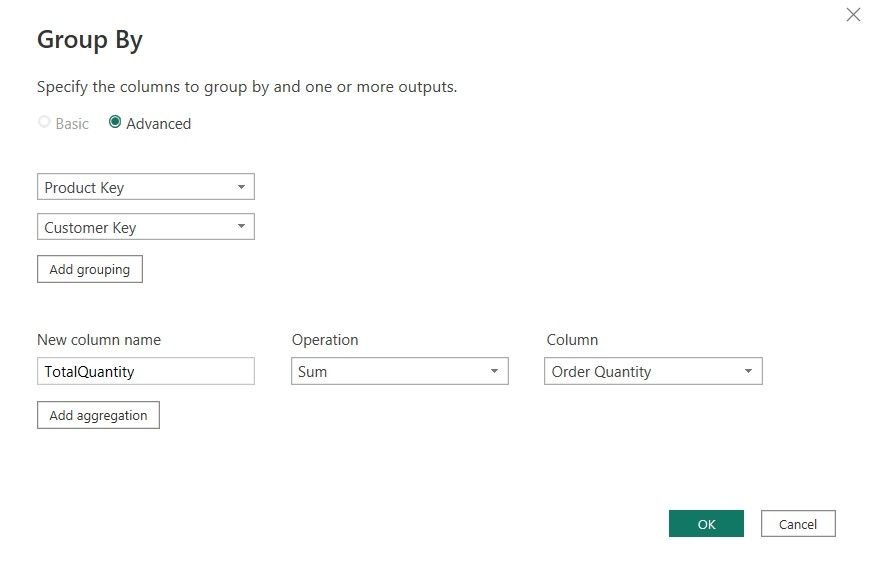 Group By
Specify the columns to group by and one or more outputs.
Basic Advanced
Product Key
Customer Key
Add grouping
New column name Operation Column
TotalQuantity Sum Order Quantity
Add aggregation
OK Cancel